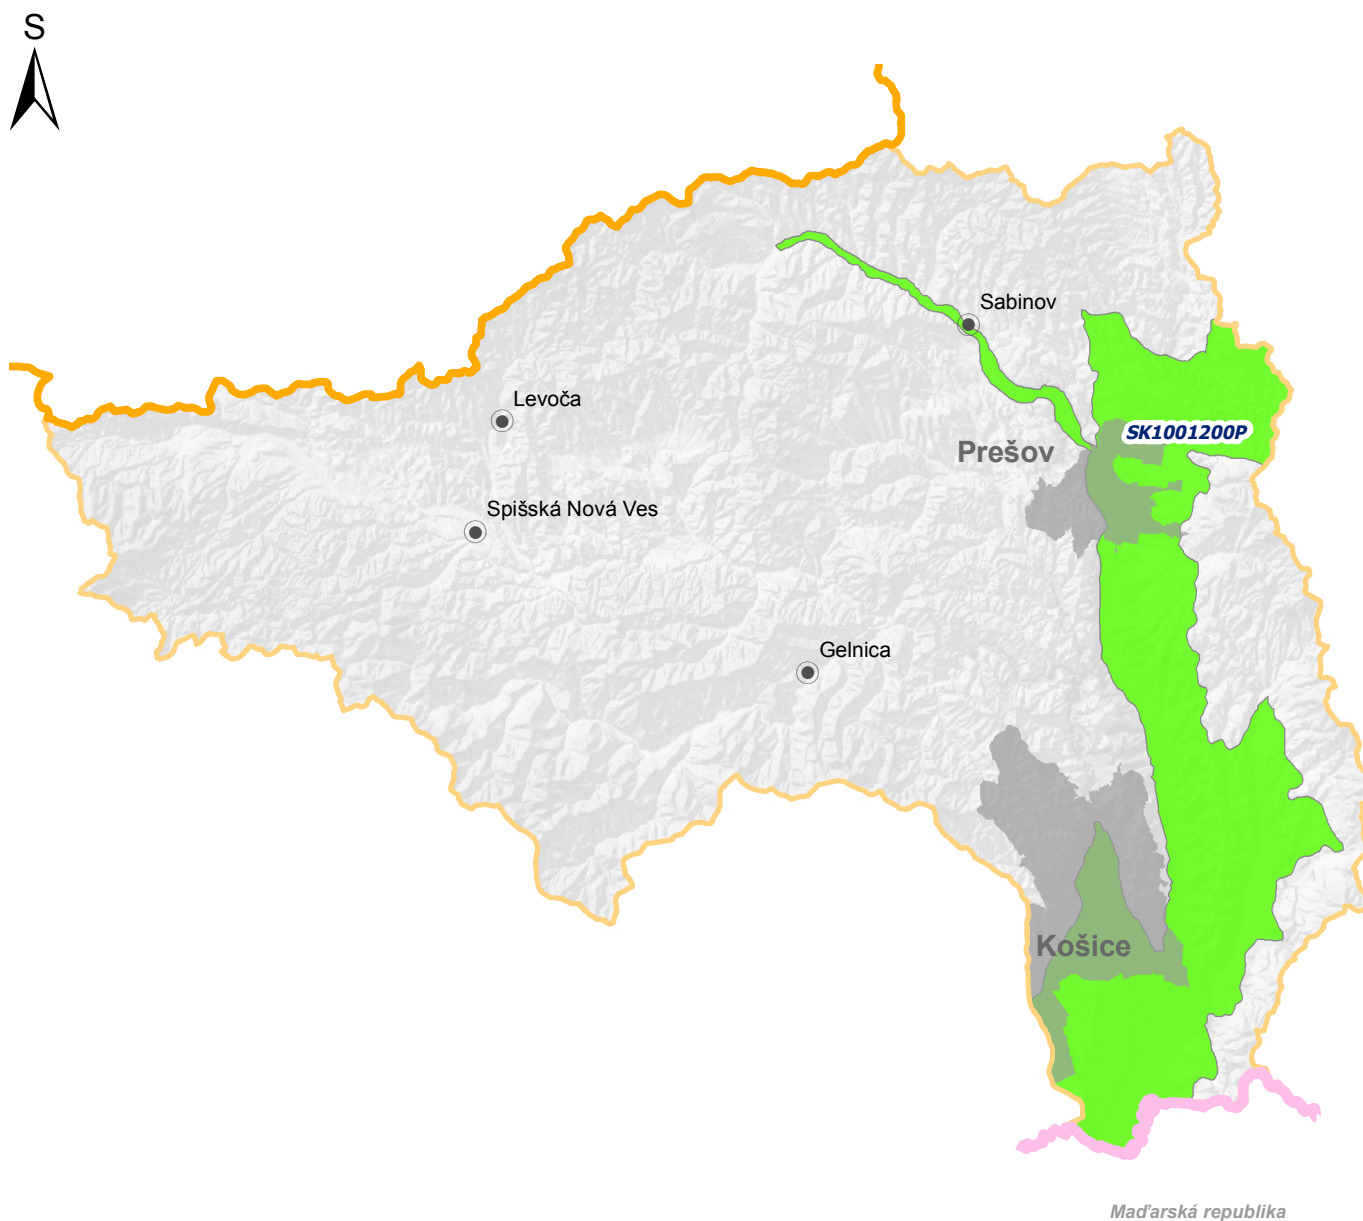 S
Sabinov
Levoča
SK1001200P
Prešov
Spišská Nová Ves
Gelnica
Košice
Maďarská republika